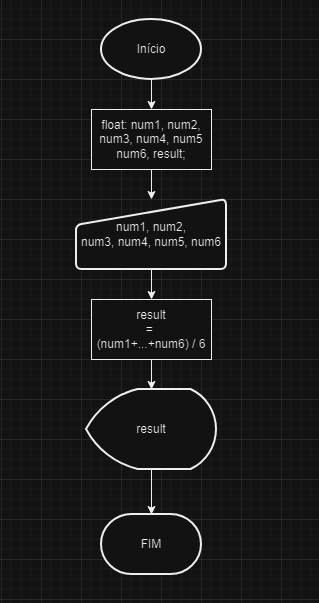 Início
float: num1, num2,
num3, num4, num5
num6, result;
num1, num2,
num3, num4, num5, num6
result
=
(num1+...+num6) / 6
result
FIM